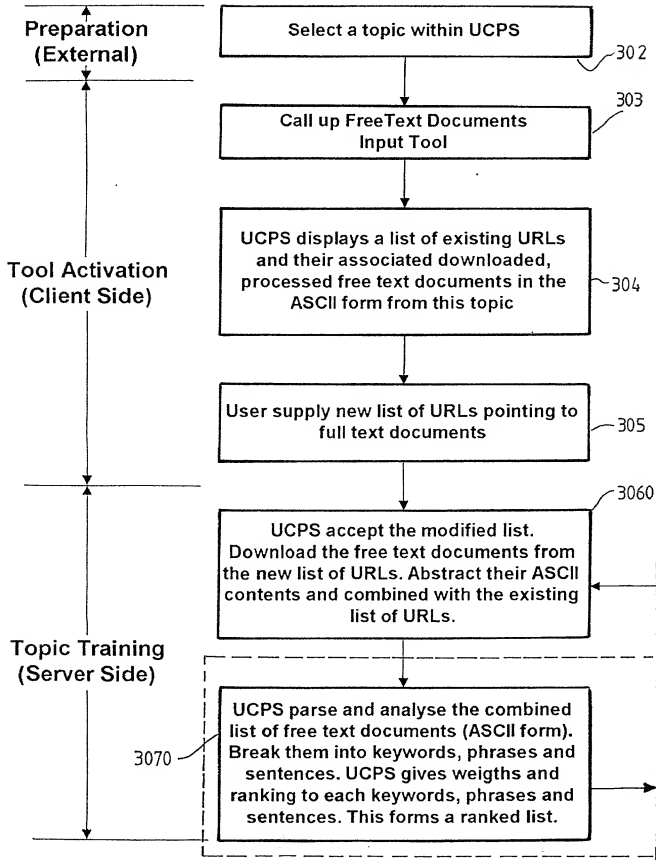 Preparation
(External)
Select a topic within UCPS
302
Call up FreeText Documents
Input Tool
303
Tool Activation
(Client Side)
UCPS displays a list of existing URLs
and their associated downloaded,
processed free text documents in the
ASCII form from this topic
304
User supply new list of URLs pointing to
full text documents
305
Topic Training
(Server Side)
3060
UCPS accept the modified list.
Download the free text documents from
the new list of URLs. Abstract their ASCII
contents and combined with the existing
list of URLs.
3070
UCPS parse and analyse the combined
list of free text documents (ASCII form).
Break them into keywords, phrases and
sentences. UCPS gives weigths and
ranking to each keywords, phrases and
sentences. This forms a ranked list.